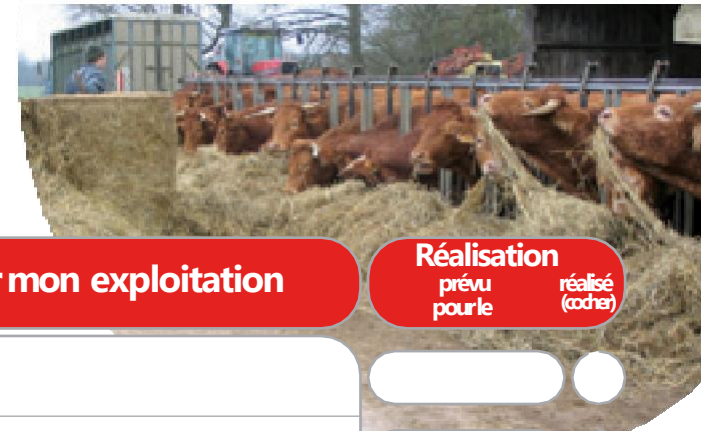 mon exploitation
Réalisation
prévu
pour le
réalisé
(cocher)